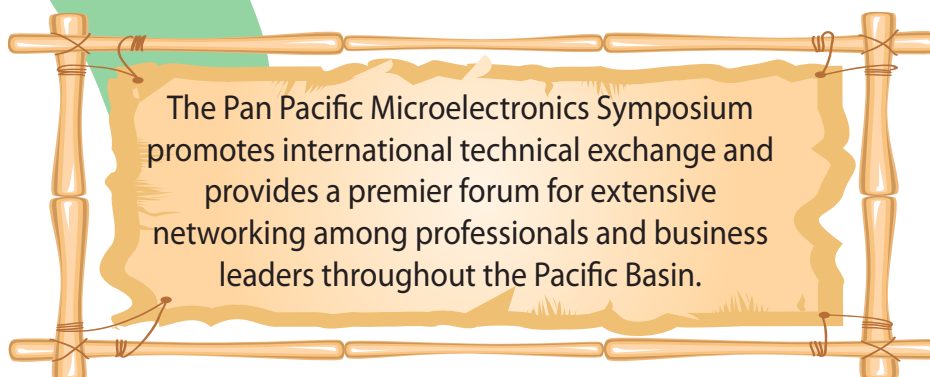 The Pan Pacific Microelectronics Symposium
promotes international technical exchange and
provides a premier forum for extensive
networking among professionals and business
leaders throughout the Pacific Basin.